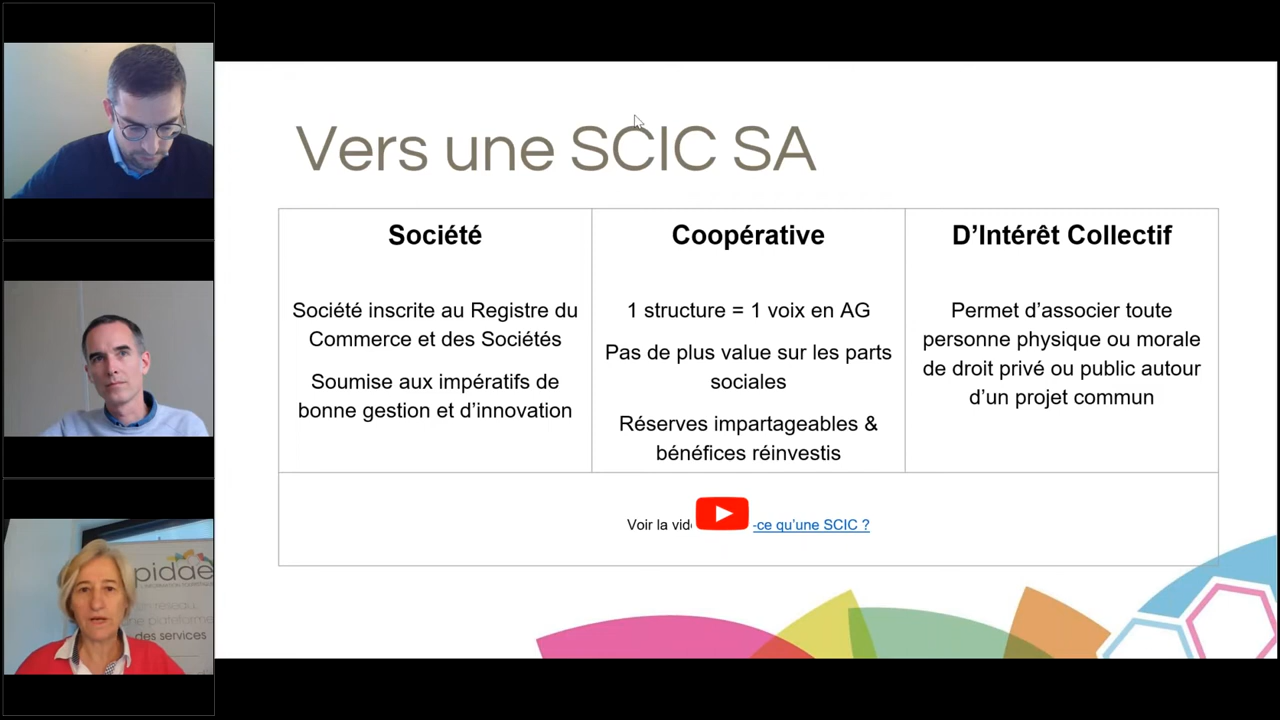 Vers une SCIC SA
Société
Société inscrite au Registre du
Commerce et des Sociétés
Soumise aux impératifs de
bonne gestion et d’innovation
Coopérative
1 structure = 1 voix en AG
Pas de plus value sur les parts
sociales
Réserves impartageables &
bénéfices réinvestis
D’Intérêt Collectif
Permet d’associer toute
personne physique ou morale
de droit privé ou public autour
d’un projet commun
Voir la -ce qu’une SCIC ?
pidae
réseau,
une plateforme
des services